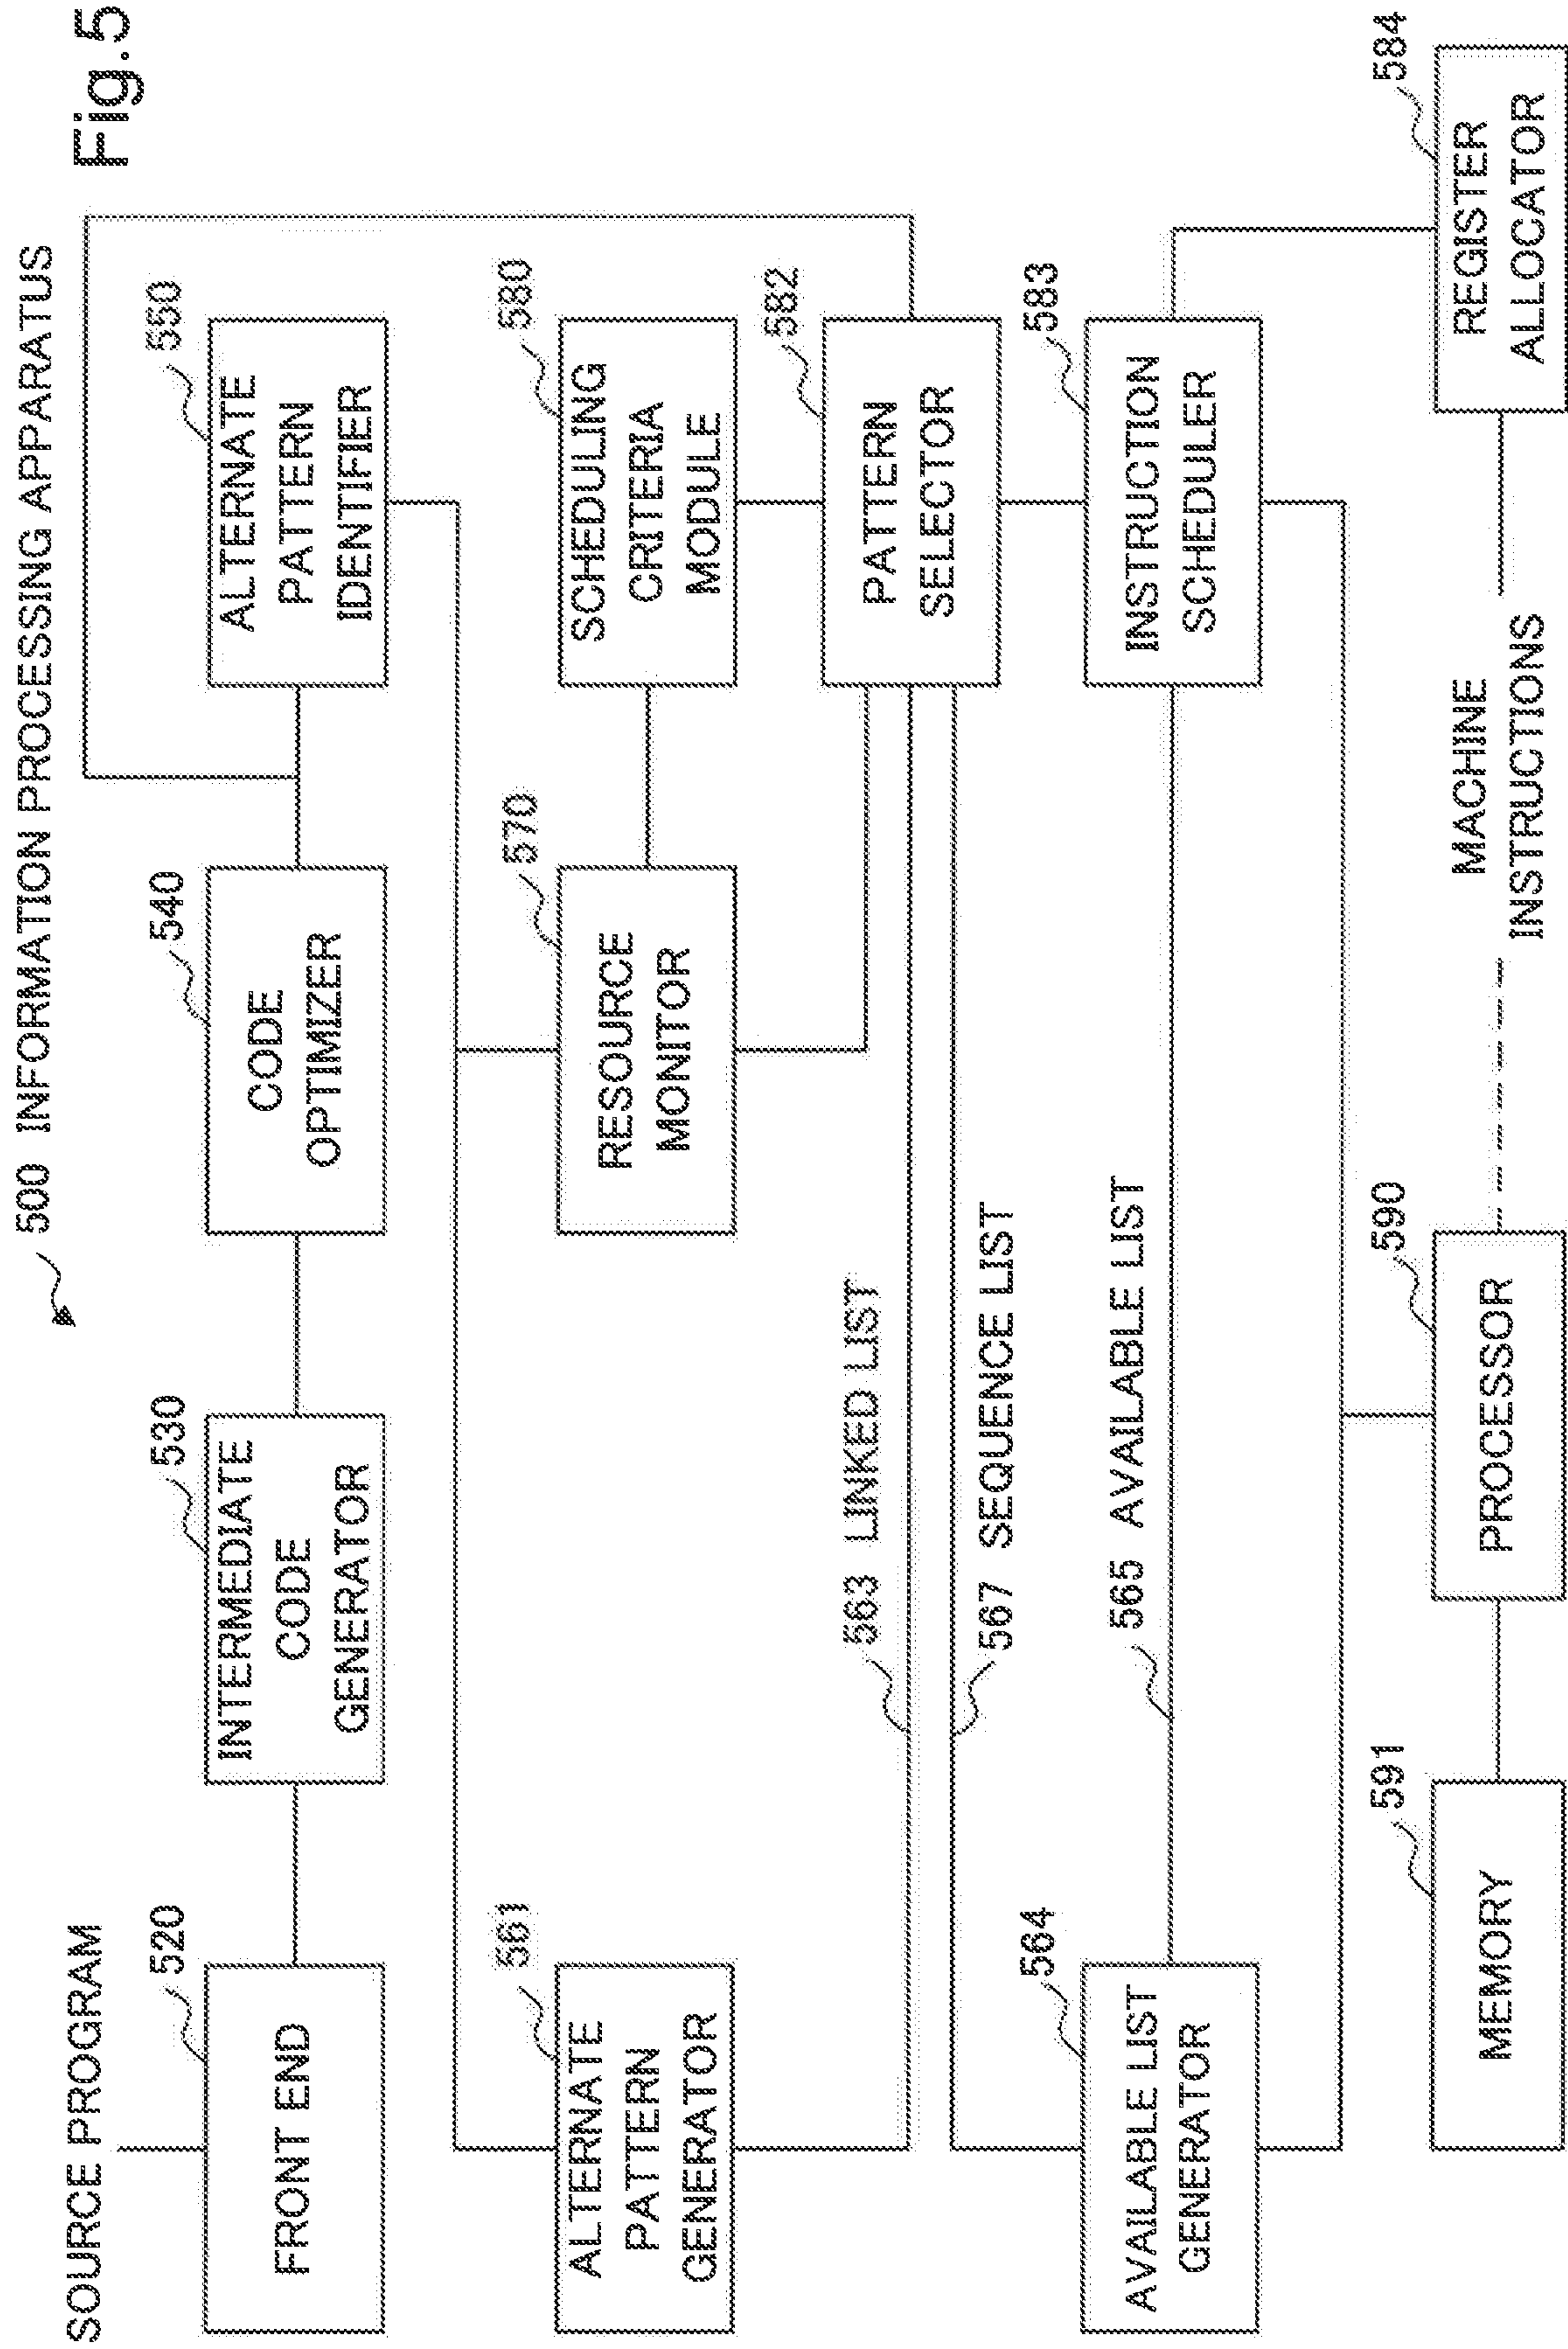 Fig.5
500 INFORMATION PROCESSING APPARATUS
SOURCE PROGRAM
520
FRONT END
530
INTERMEDIATE
CODE
GENERATOR
540
CODE
OPTIMIZER
550
ALTERNATE
PATTERN
IDENTIFIER
561
ALTERNATE
PATTERN
GENERATOR
570
RESOURCE
MONITOR
580
SCHEDULING
CRITERIA
MODULE
563 LINKED LIST
582
PATTERN
SELECTOR
567 SEQUENCE LIST
564
AVAILABLE LIST
GENERATOR
565 AVAILABLE LIST
583
INSTRUCTION
SCHEDULER
591
MEMORY
590
PROCESSOR
MACHINE
INSTRUCTIONS
584
REGISTER
ALLOCATOR